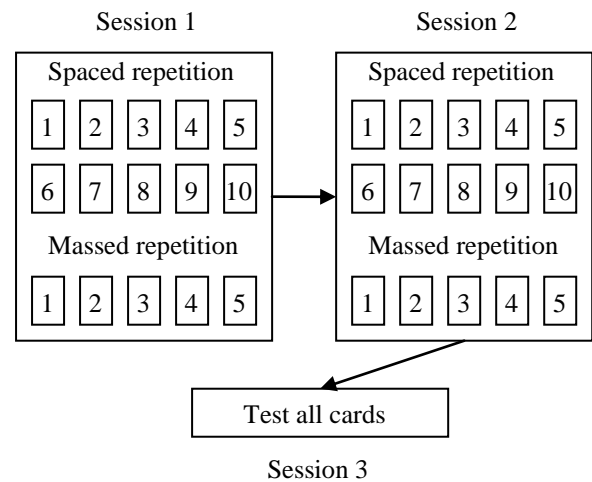 Session 1
Spaced repetition
1 2 3 4 5
6 7 8 9 10
Massed repetition
1 2 3 4 5
Session 2
Spaced repetition
1 2 3 4 5
6 7 8 9 10
Massed repetition
1 2 3 4 5
Test all cards
Session 3